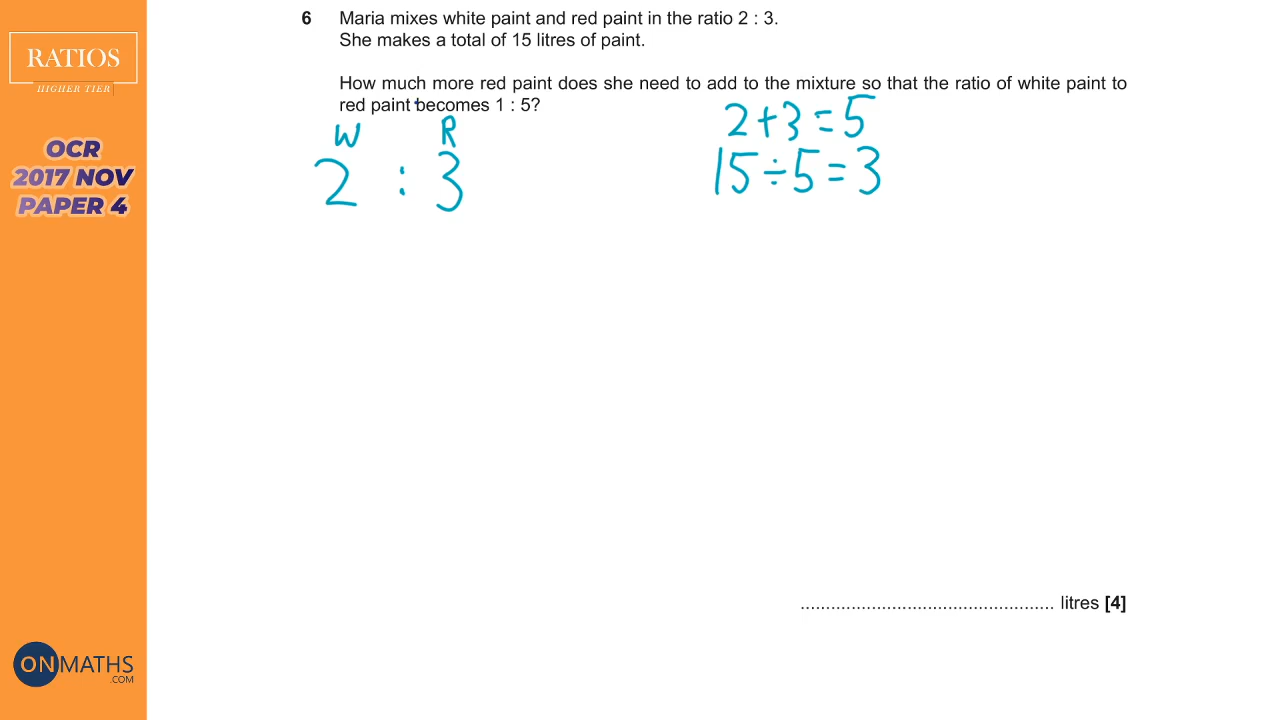 RATIOS
HIGHER TIER
OCR
2017 NOV
PAPER 4
6 Maria mixes white paint and red paint in the ratio 2 : 3.
She makes a total of 15 litres of paint.
How much more red paint does she need to add to the mixture so that the ratio of white paint to
red paint becomes 1 : 5?
W R
2 : 3
2+3=5
15÷5=3
.................................................. litres [4]
ONMATHS
.COM